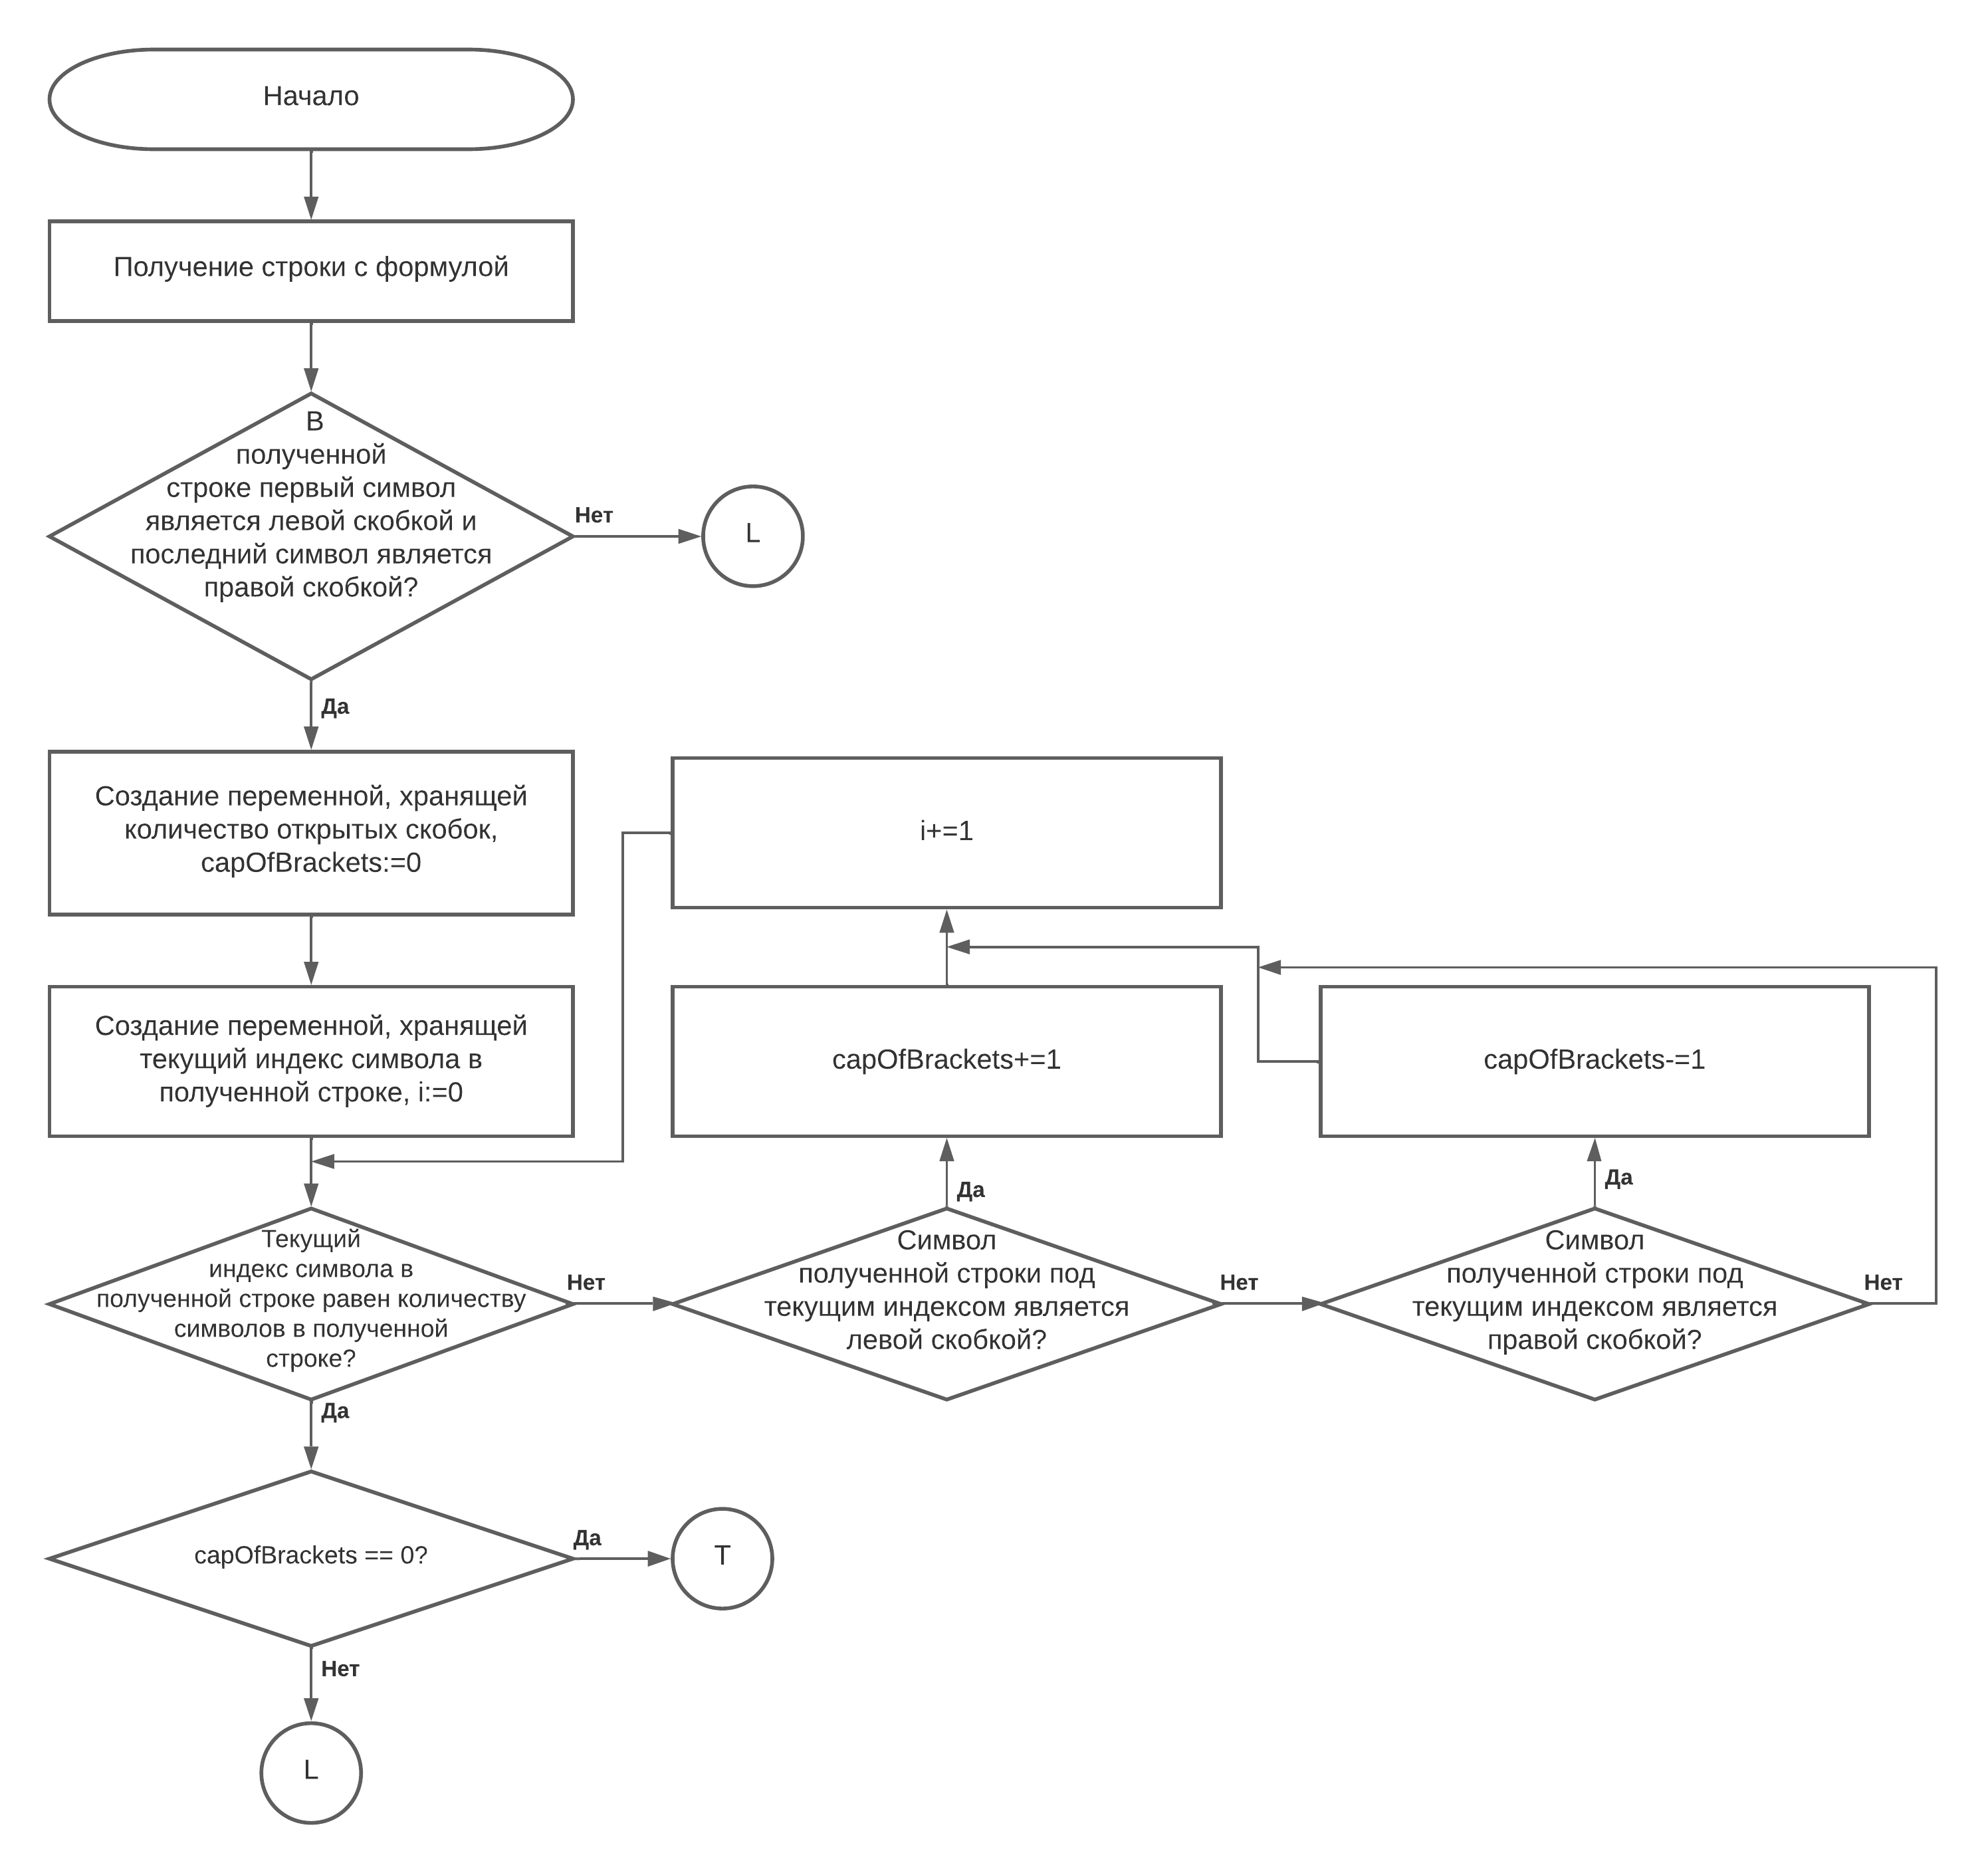 Начало
Получение строки с формулой
В
полученной
строке первый символ
является левой скобкой и
последний символ является
правой скобкой?
Нет
L
Да
Создание переменной, хранящей
количество открытых скобок,
capOfBrackets:=0
i+=1
Создание переменной, хранящей
текущий индекс символа в
полученной строке, i:=0
capOfBrackets+=1
capOfBrackets-=1
Текущий
индекс символа в
полученной строке равен количеству
символов в полученной
строке?
Нет
Да
Символ
полученной строки под
текущим индексом является
левой скобкой?
Нет
Да
Символ
полученной строки под
текущим индексом является
правой скобкой?
Нет
Да
capOfBrackets == 0?
Да
T
Нет
L